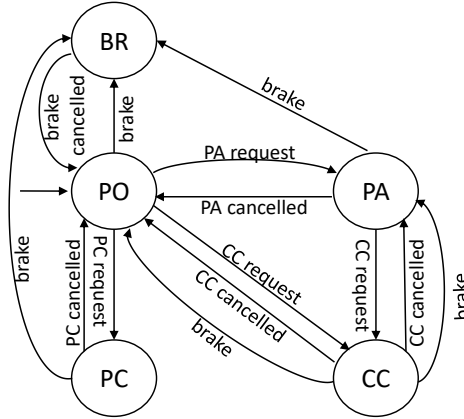 BR
brake
cancelled
brake
brake
PA request
PO
PA
PA cancelled
brake
PC cancelled
PC request
CC request
CC cancelled
brake
CC request
CC cancelled
brake
PC
CC